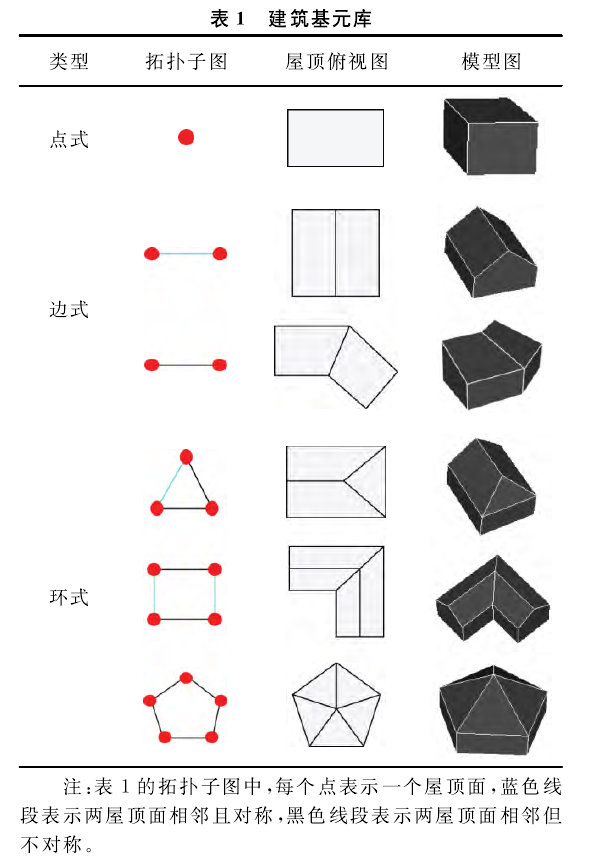 表1 建筑基元库
类型 拓扑子图 屋顶俯视图 模型图
点式
边式
环式
注:表1的拓扑子图中,每个点表示一个屋顶面,蓝色线
段表示两屋顶面相邻且对称,黑色线段表示两屋顶面相邻但
不对称。